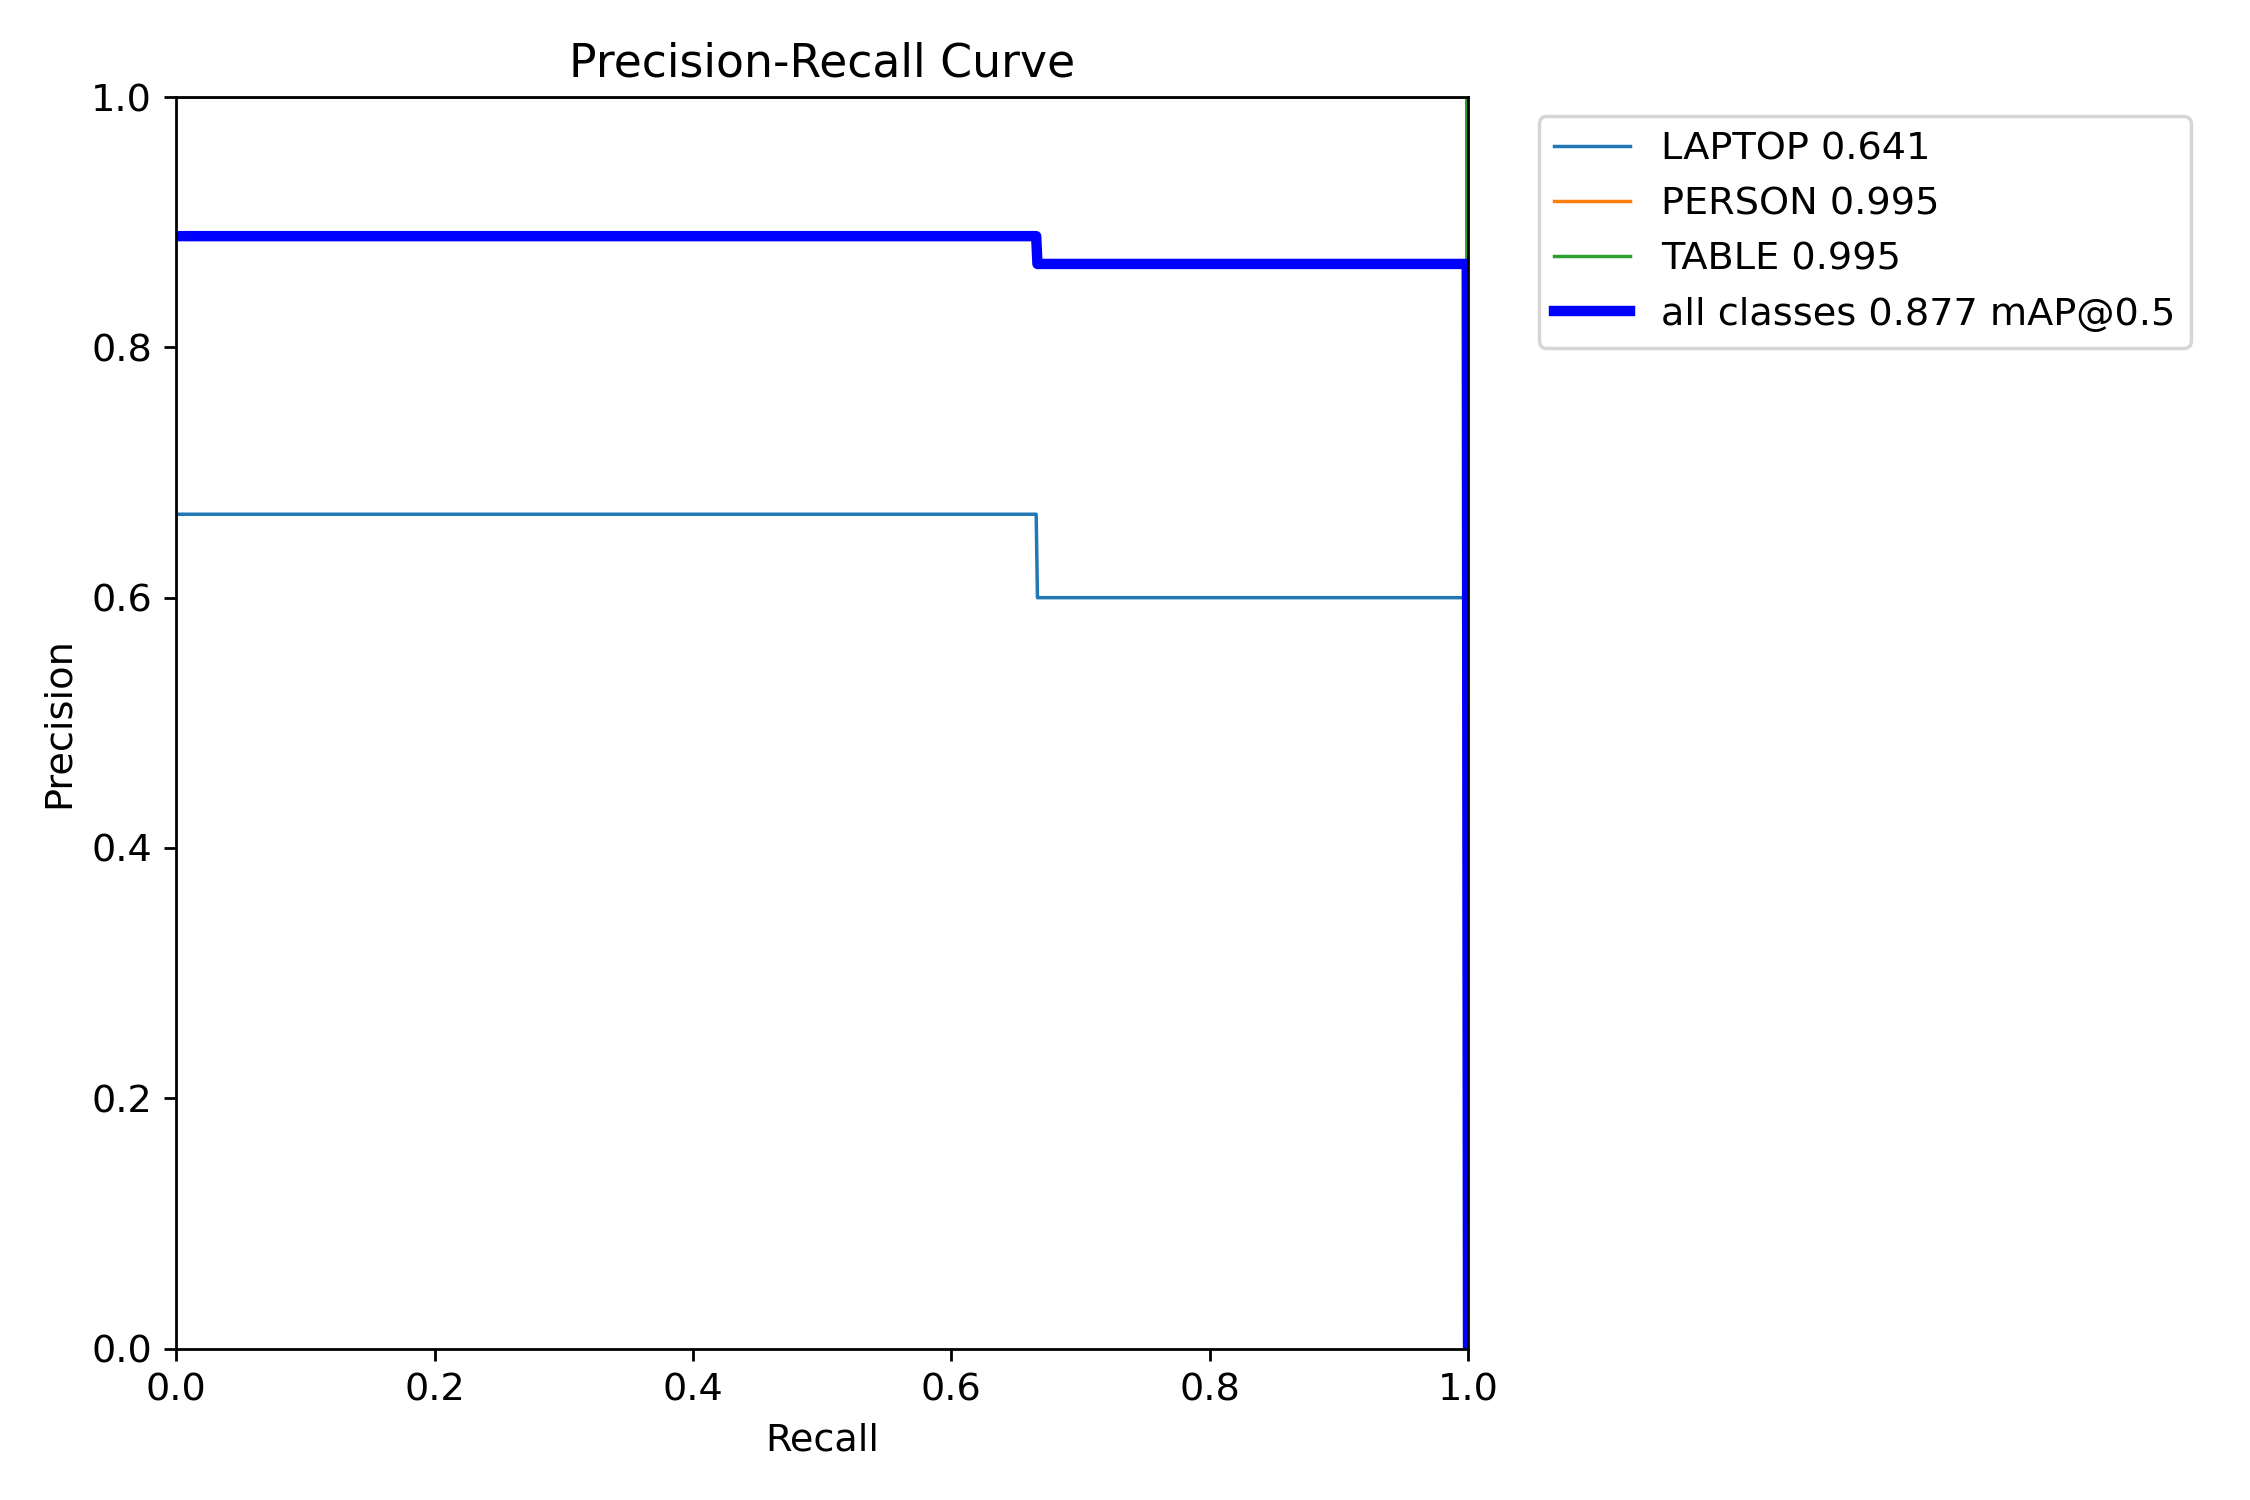 Precision-Recall Curve
1.0
0.8
0.6
0.4
0.2
0.0
Precision
0.0 0.2 0.4 0.6 0.8 1.0
Recall
LAPTOP 0.641
PERSON 0.995
TABLE 0.995
all classes 0.877 mAP@0.5